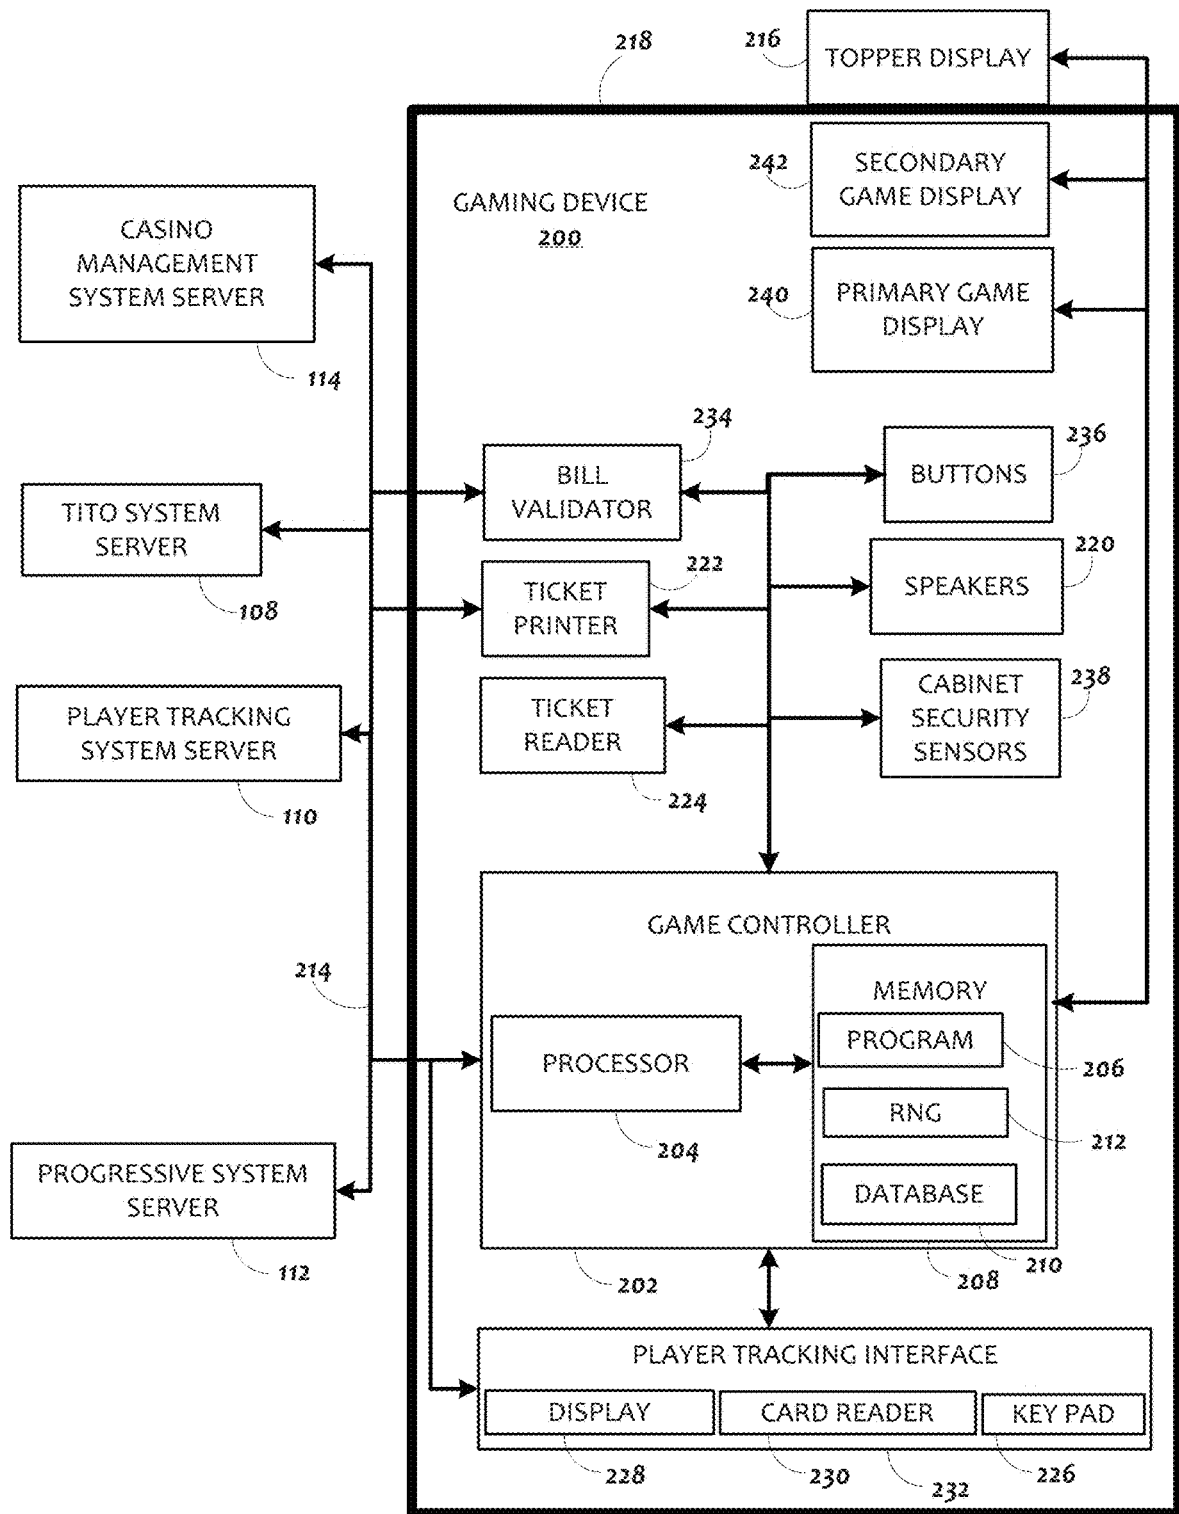 218
216
TOPPER DISPLAY
242
SECONDARY
GAME DISPLAY
GAMING DEVICE
200
CASINO
MANAGEMENT
SYSTEM SERVER
114
240
PRIMARY GAME
DISPLAY
234
BILL
VALIDATOR
236
BUTTONS
TITO SYSTEM
SERVER
108
222
TICKET
PRINTER
220
SPEAKERS
PLAYER TRACKING
SYSTEM SERVER
110
TICKET
READER
224
238
CABINET
SECURITY
SENSORS
GAME CONTROLLER
214
MEMORY
PROGRAM
206
PROCESSOR
204
RNG
212
DATABASE
210
208
202
PROGRESSIVE SYSTEM
SERVER
112
PLAYER TRACKING INTERFACE
DISPLAY
CARD READER
KEY PAD
228
230
232
226